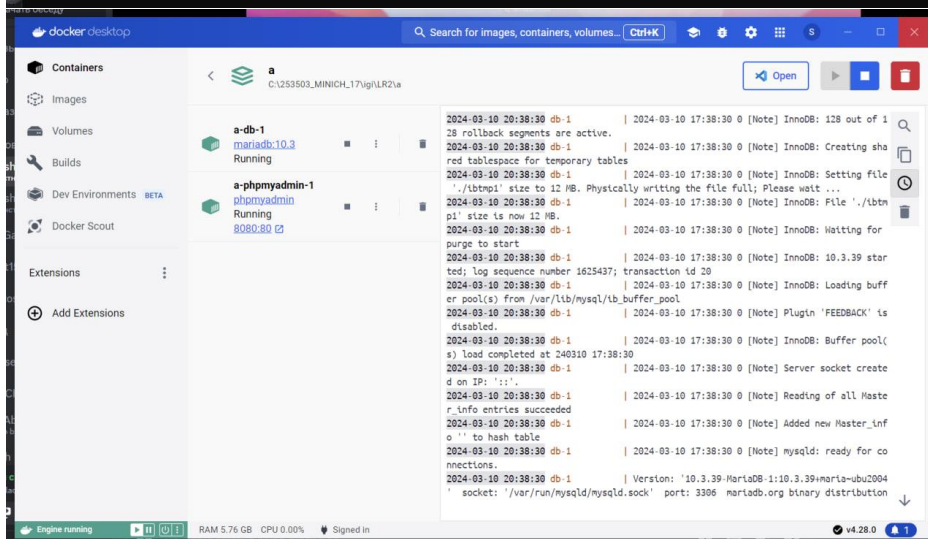 ачать беседу
docker desktop
Search for images, containers, volumes... Ctrl+K
S
Containers
Images
Volumes
Builds
Dev Environments BETA
Docker Scout
Extensions
Add Extensions
a
C:\253503_MINICH_17\igi\LR2\a
Open
a-db-1
mariadb:10.3
Running
a-phpmyadmin-1
phpmyadmin
Running
8080:80
2024-03-10 20:38:30 db-1 | 2024-03-10 17:38:30 0 [Note] InnoDB: 128 out of 1
28 rollback segments are active.
2024-03-10 20:38:30 db-1 | 2024-03-10 17:38:30 0 [Note] InnoDB: Creating sha
red tablespace for temporary tables
2024-03-10 20:38:30 db-1 | 2024-03-10 17:38:30 0 [Note] InnoDB: Setting file
'./ibtmp1' size to 12 MB. Physically writing the file full; Please wait ...
2024-03-10 20:38:30 db-1 | 2024-03-10 17:38:30 0 [Note] InnoDB: File './ibtm
p1' size is now 12 MB.
2024-03-10 20:38:30 db-1 | 2024-03-10 17:38:30 0 [Note] InnoDB: Waiting for
purge to start
2024-03-10 20:38:30 db-1 | 2024-03-10 17:38:30 0 [Note] InnoDB: 10.3.39 star
ted; log sequence number 1625437; transaction id 20
2024-03-10 20:38:30 db-1 | 2024-03-10 17:38:30 0 [Note] InnoDB: Loading buff
er pool(s) from /var/lib/mysql/ib_buffer_pool
2024-03-10 20:38:30 db-1 | 2024-03-10 17:38:30 0 [Note] Plugin 'FEEDBACK' is
disabled.
2024-03-10 20:38:30 db-1 | 2024-03-10 17:38:30 0 [Note] InnoDB: Buffer pool(
s) load completed at 240310 17:38:30
2024-03-10 20:38:30 db-1 | 2024-03-10 17:38:30 0 [Note] Server socket create
d on IP: '::'.
2024-03-10 20:38:30 db-1 | 2024-03-10 17:38:30 0 [Note] Reading of all Maste
r_info entries succeeded
2024-03-10 20:38:30 db-1 | 2024-03-10 17:38:30 0 [Note] Added new Master_inf
o '' to hash table
2024-03-10 20:38:30 db-1 | 2024-03-10 17:38:30 0 [Note] mysqld: ready for co
nnections.
2024-03-10 20:38:30 db-1 | Version: '10.3.39-MariaDB-1:10.3.39+maria~ubu2004
' socket: '/var/run/mysqld/mysqld.sock' port: 3306 mariadb.org binary distribution
Engine running
RAM 5.76 GB CPU 0.00% Signed in
v4.28.0
1